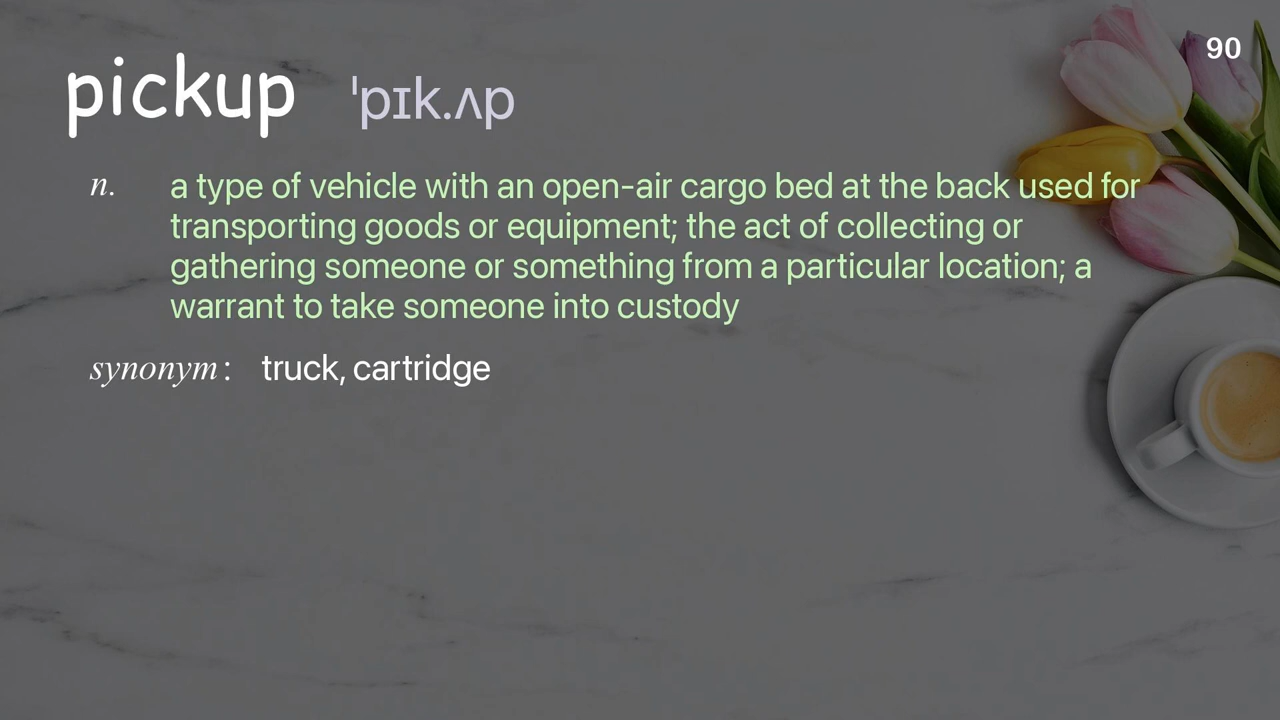 90
pickup ˈpɪk.ʌp
n. a type of vehicle with an open-air cargo bed at the back used for
transporting goods or equipment; the act of collecting or
gathering someone or something from a particular location; a
warrant to take someone into custody
synonym: truck, cartridge